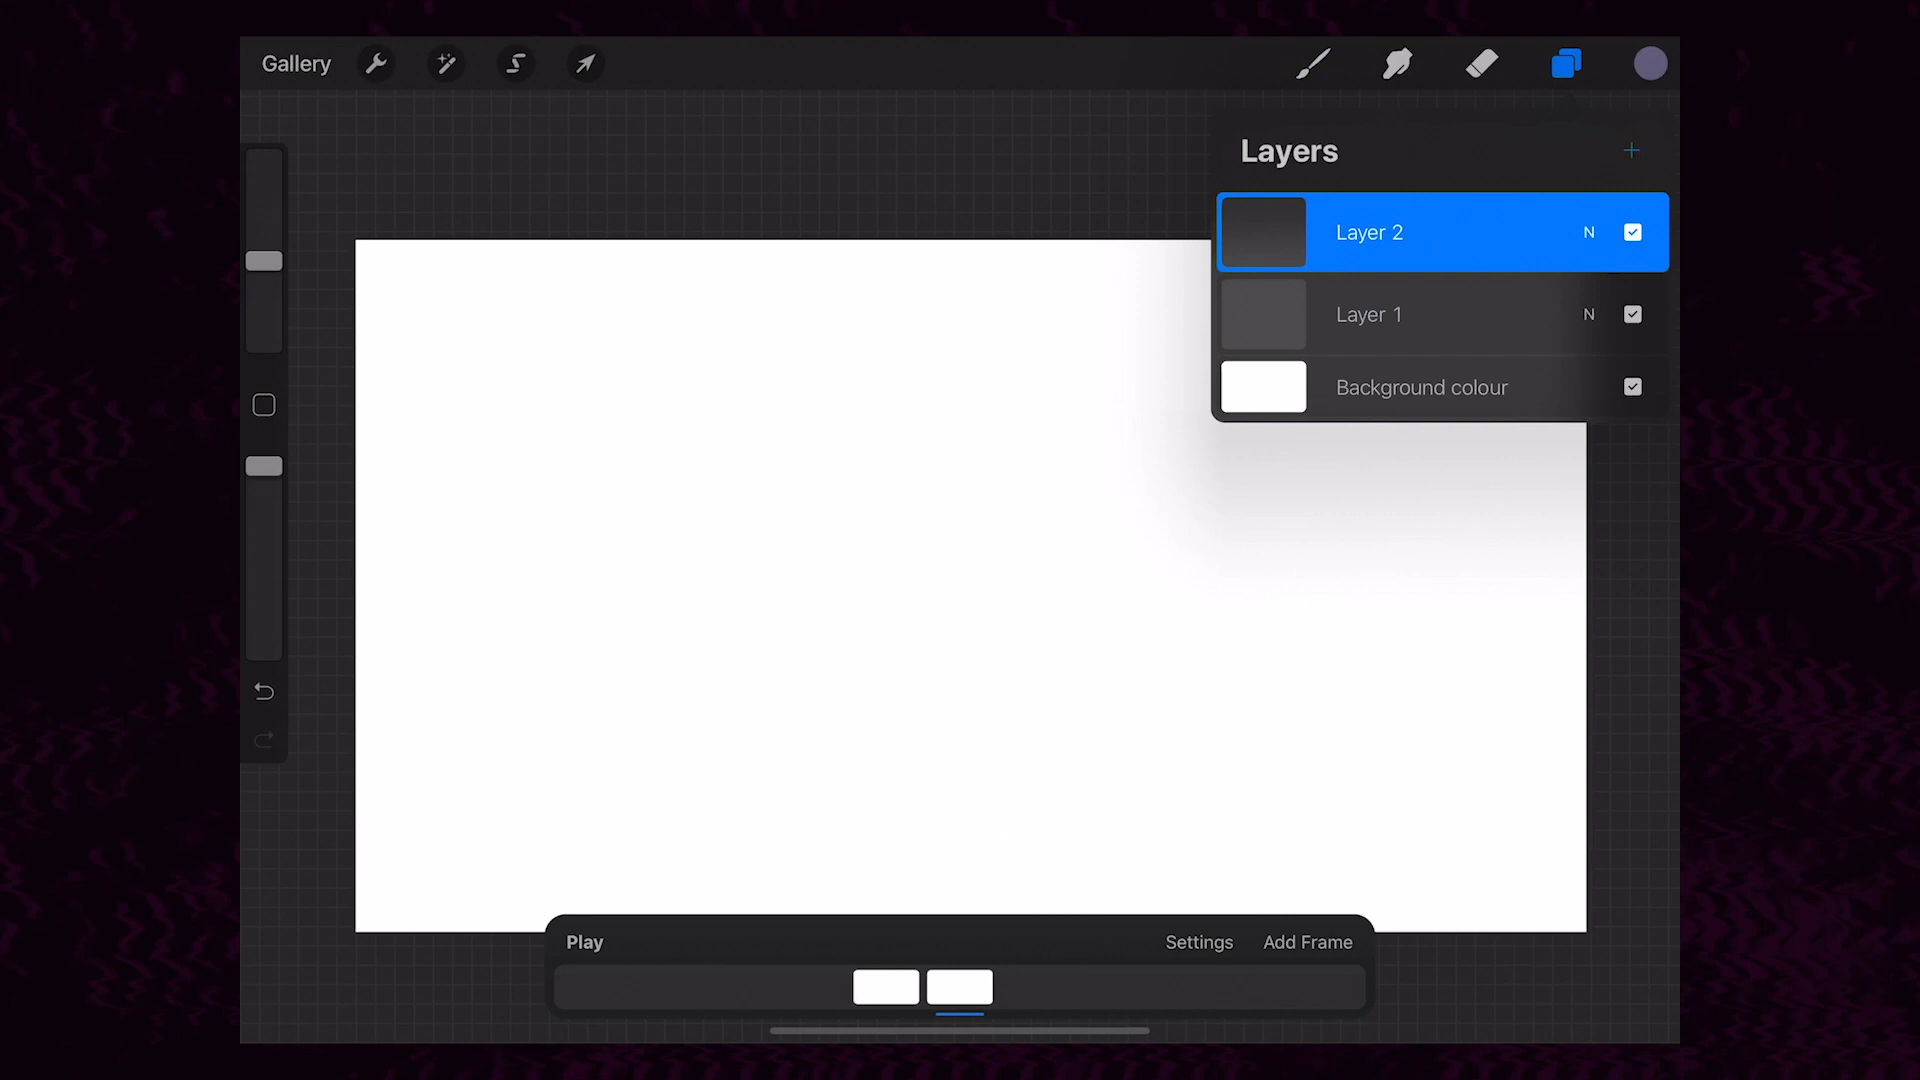 Gallery
Layers
Layer 2 N
Layer 1 N
Background colour
Play Settings Add Frame